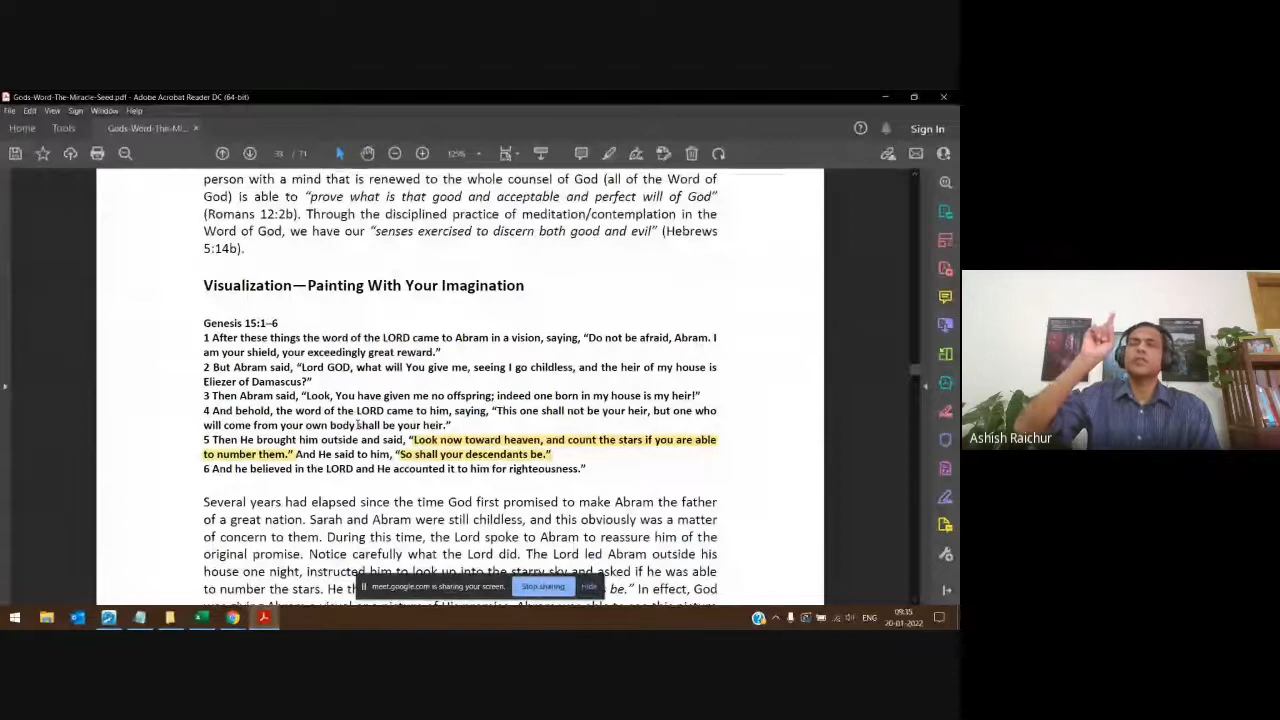 Gods-Word-The-Miracle-Seed.pdf - Adobe Acrobat Reader DC (64-bit)
File Edit View Sign Window Help
Home Tools Gods-Word-The-Mi... × Sign In
33 / 71 125%
person with a mind that is renewed to the whole counsel of God (all of the Word of
God) is able to “prove what is that good and acceptable and perfect will of God”
(Romans 12:2b). Through the disciplined practice of meditation/contemplation in the
Word of God, we have our “senses exercised to discern both good and evil” (Hebrews
5:14b).
Visualization—Painting With Your Imagination
Genesis 15:1–6
1 After these things the word of the LORD came to Abram in a vision, saying, “Do not be afraid, Abram. I
am your shield, your exceedingly great reward.”
2 But Abram said, “Lord GOD, what will You give me, seeing I go childless, and the heir of my house is
Eliezer of Damascus?”
3 Then Abram said, “Look, You have given me no offspring; indeed one born in my house is my heir!”
4 And behold, the word of the LORD came to him, saying, “This one shall not be your heir, but one who
will come from your own body shall be your heir.”
5 Then He brought him outside and said, “Look now toward heaven, and count the stars if you are able
to number them.” And He said to him, “So shall your descendants be.”
6 And he believed in the LORD and He accounted it to him for righteousness.”
Several years had elapsed since the time God first promised to make Abram the father
of a great nation. Sarah and Abram were still childless, and this obviously was a matter
of concern to them. During this time, the Lord spoke to Abram to reassure him of the
original promise. Notice carefully what the Lord did. The Lord led Abram outside his
house one night, instructed him to look up into the starry sky and asked if he was able
to number the stars. He be.” In effect, God
meet.google.com is sharing your screen. Stop sharing Hide
ENG
09:35
20-01-2022
Ashish Raichur